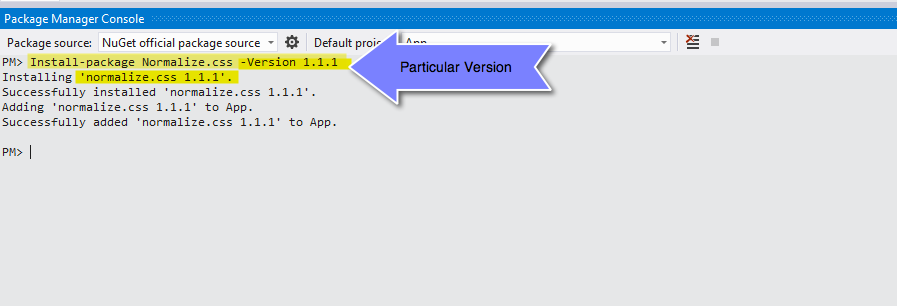 Package Manager Console
Package source: NuGet official package source Default project: App
PM> Install-package Normalize.css -Version 1.1.1
Particular Version
Installing 'normalize.css 1.1.1'.
Successfully installed 'normalize.css 1.1.1'.
Adding 'normalize.css 1.1.1' to App.
Successfully added 'normalize.css 1.1.1' to App.
PM>